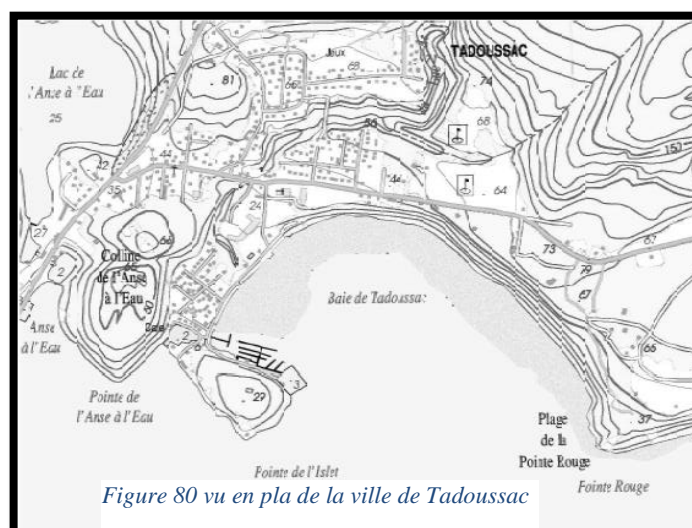 TADOUSSAC
Jeux
68
74
81
66
Lac de
l'Anse à l'Eau
25
68
56
150
44
42
35
44
64
24
66
73
67
2
Colline
de l'Anse
à l'Eau
79
67
Baie de Tadoussac
Anse
à l'Eau
2
66
29
3
37
Pointe de
l'Anse à l'Eau
Plage
de la
Pointe Rouge
Pointe de l'Islet
Pointe Rouge
Figure 80 vu en pla de la ville de Tadoussac